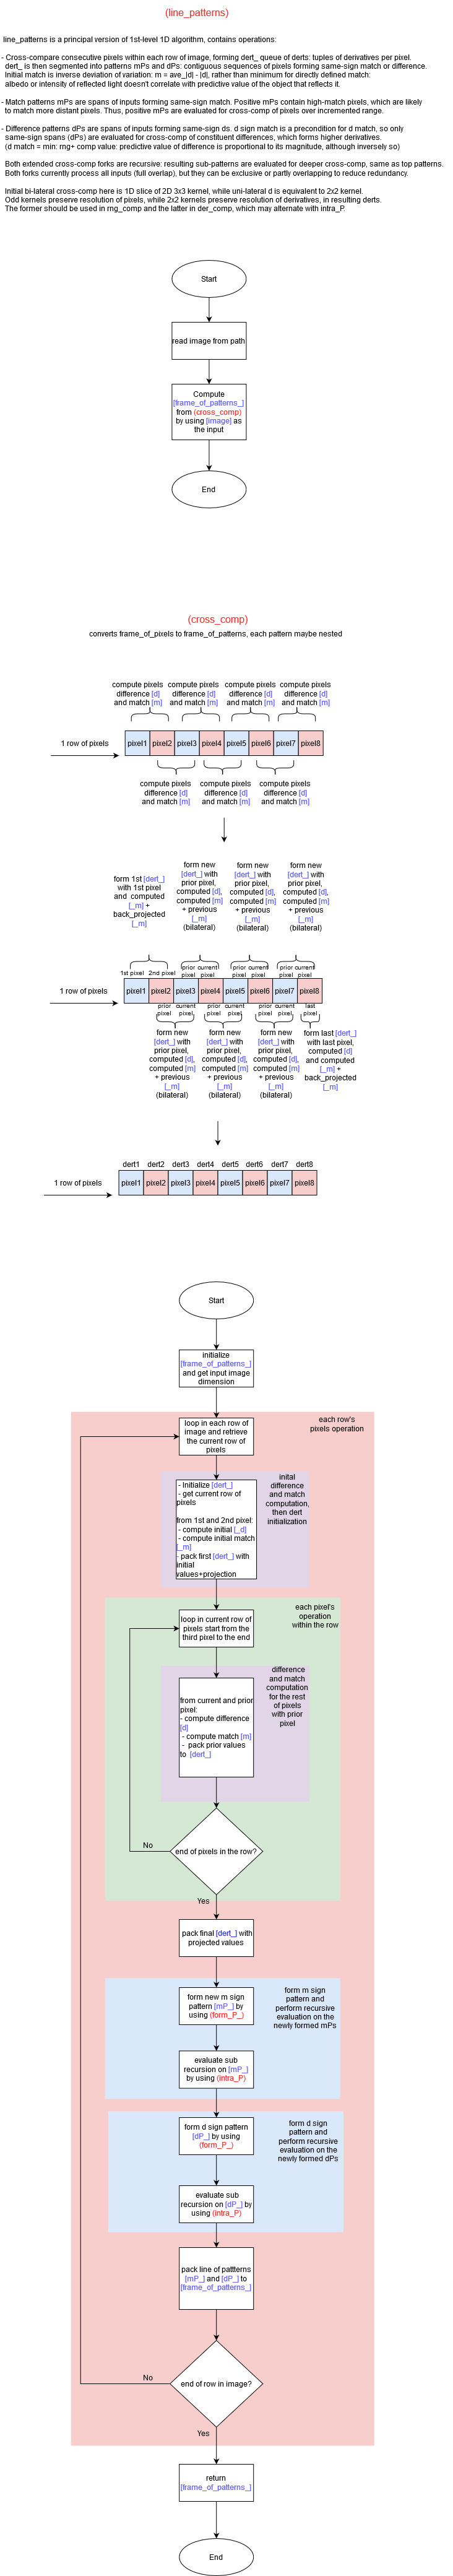 (line_patterns)
line_patterns is a principal version of 1st-level 1D algorithm, contains operations:
- Cross-compare consecutive pixels within each row of image, forming dert_ queue of derts: tuples of derivatives per pixel.
dert_ is then segmented into patterns mPs and dPs: contiguous sequences of pixels forming same-sign match or difference.
Initial match is inverse deviation of variation: m = ave_|d| - |d|, rather than minimum for directly defined match:
albedo or intensity of reflected light doesn't correlate with predictive value of the object that reflects it.
- Match patterns mPs are spans of inputs forming same-sign match. Positive mPs contain high-match pixels, which are likely
to match more distant pixels. Thus, positive mPs are evaluated for cross-comp of pixels over incremented range.
- Difference patterns dPs are spans of inputs forming same-sign ds. d sign match is a precondition for d match, so only
same-sign spans (dPs) are evaluated for cross-comp of constituent differences, which forms higher derivatives.
(d match = min: rng+ comp value: predictive value of difference is proportional to its magnitude, although inversely so)
Both extended cross-comp forks are recursive: resulting sub-patterns are evaluated for deeper cross-comp, same as top patterns.
Both forks currently process all inputs (full overlap), but they can be exclusive or partly overlapping to reduce redundancy.
Initial bi-lateral cross-comp here is 1D slice of 2D 3x3 kernel, while uni-lateral d is equivalent to 2x2 kernel.
Odd kernels preserve resolution of pixels, while 2x2 kernels preserve resolution of derivatives, in resulting derts.
The former should be used in rng_comp and the latter in der_comp, which may alternate with intra_P.
Start
read image from path
Compute
[frame_of_patterns_]
from (cross_comp)
by using [image] as
the input
End
(cross_comp)
converts frame_of_pixels to frame_of_patterns, each pattern maybe nested
compute pixels compute pixels compute pixels compute pixels
difference [d] difference [d] difference [d] difference [d]
and match [m] and match [m] and match [m] and match [m]
1 row of pixels
pixel1 pixel2 pixel3 pixel4 pixel5 pixel6 pixel7 pixel8
compute pixels compute pixels compute pixels
difference [d] difference [d] difference [d]
and match [m] and match [m] and match [m]
form 1st [dert_]
with 1st pixel
and computed
[_m] +
back_projected
[_m]
form new
[dert_] with
prior pixel,
computed [d],
computed [m]
+ previous
[_m]
(bilateral)
form new
[dert_] with
prior pixel,
computed [d],
computed [m]
+ previous
[_m]
(bilateral)
form new
[dert_] with
prior pixel,
computed [d],
computed [m]
+ previous
[_m]
(bilateral)
1st pixel 2nd pixel
prior pixel current pixel
prior pixel current pixel
prior pixel current pixel
1 row of pixels
pixel1 pixel2 pixel3 pixel4 pixel5 pixel6 pixel7 pixel8
prior pixel current pixel
prior pixel current pixel
prior pixel current pixel
last pixel
form new
[dert_] with
prior pixel,
computed [d],
computed [m]
+ previous
[_m]
(bilateral)
form new
[dert_] with
prior pixel,
computed [d],
computed [m]
+ previous
[_m]
(bilateral)
form new
[dert_] with
prior pixel,
computed [d],
computed [m]
+ previous
[_m]
(bilateral)
form last [dert_]
with last pixel,
computed [d]
and computed
[_m] +
back_projected
[_m]
dert1 dert2 dert3 dert4 dert5 dert6 dert7 dert8
1 row of pixels
pixel1 pixel2 pixel3 pixel4 pixel5 pixel6 pixel7 pixel8
Start
initialize
[frame_of_patterns_]
and get input image
dimension
each row's
pixels operation
loop in each row of
image and retrieve
the current row of
pixels
inital
difference
and match
computation,
then dert
initialization
- Initialize [dert_]
- get current row of
pixels
from 1st and 2nd pixel:
- compute initial [_d]
- compute initial match
[_m]
- pack first [dert_] with
initial
values+projection
each pixel's
operation
within the row
loop in current row of
pixels start from the
third pixel to the end
difference
and match
computation
for the rest
of pixels
with prior
pixel
from current and prior
pixel:
- compute difference
[d]
- compute match [m]
- pack prior values
to [dert_]
end of pixels in the row?
No
Yes
pack final [dert_] with
projected values
form m sign
pattern and
perform recursive
evaluation on the
newly formed mPs
form new m sign
pattern [mP_] by
using (form_P_)
evaluate sub
recursion on [mP_]
by using (intra_P)
form d sign
pattern and
perform recursive
evaluation on the
newly formed dPs
form d sign pattern
[dP_] by using
(form_P_)
evaluate sub
recursion on [dP_] by
using (intra_P)
pack line of pattterns
[mP_] and [dP_] to
[frame_of_patterns_]
end of row in image?
No
Yes
return
[frame_of_patterns_]
End